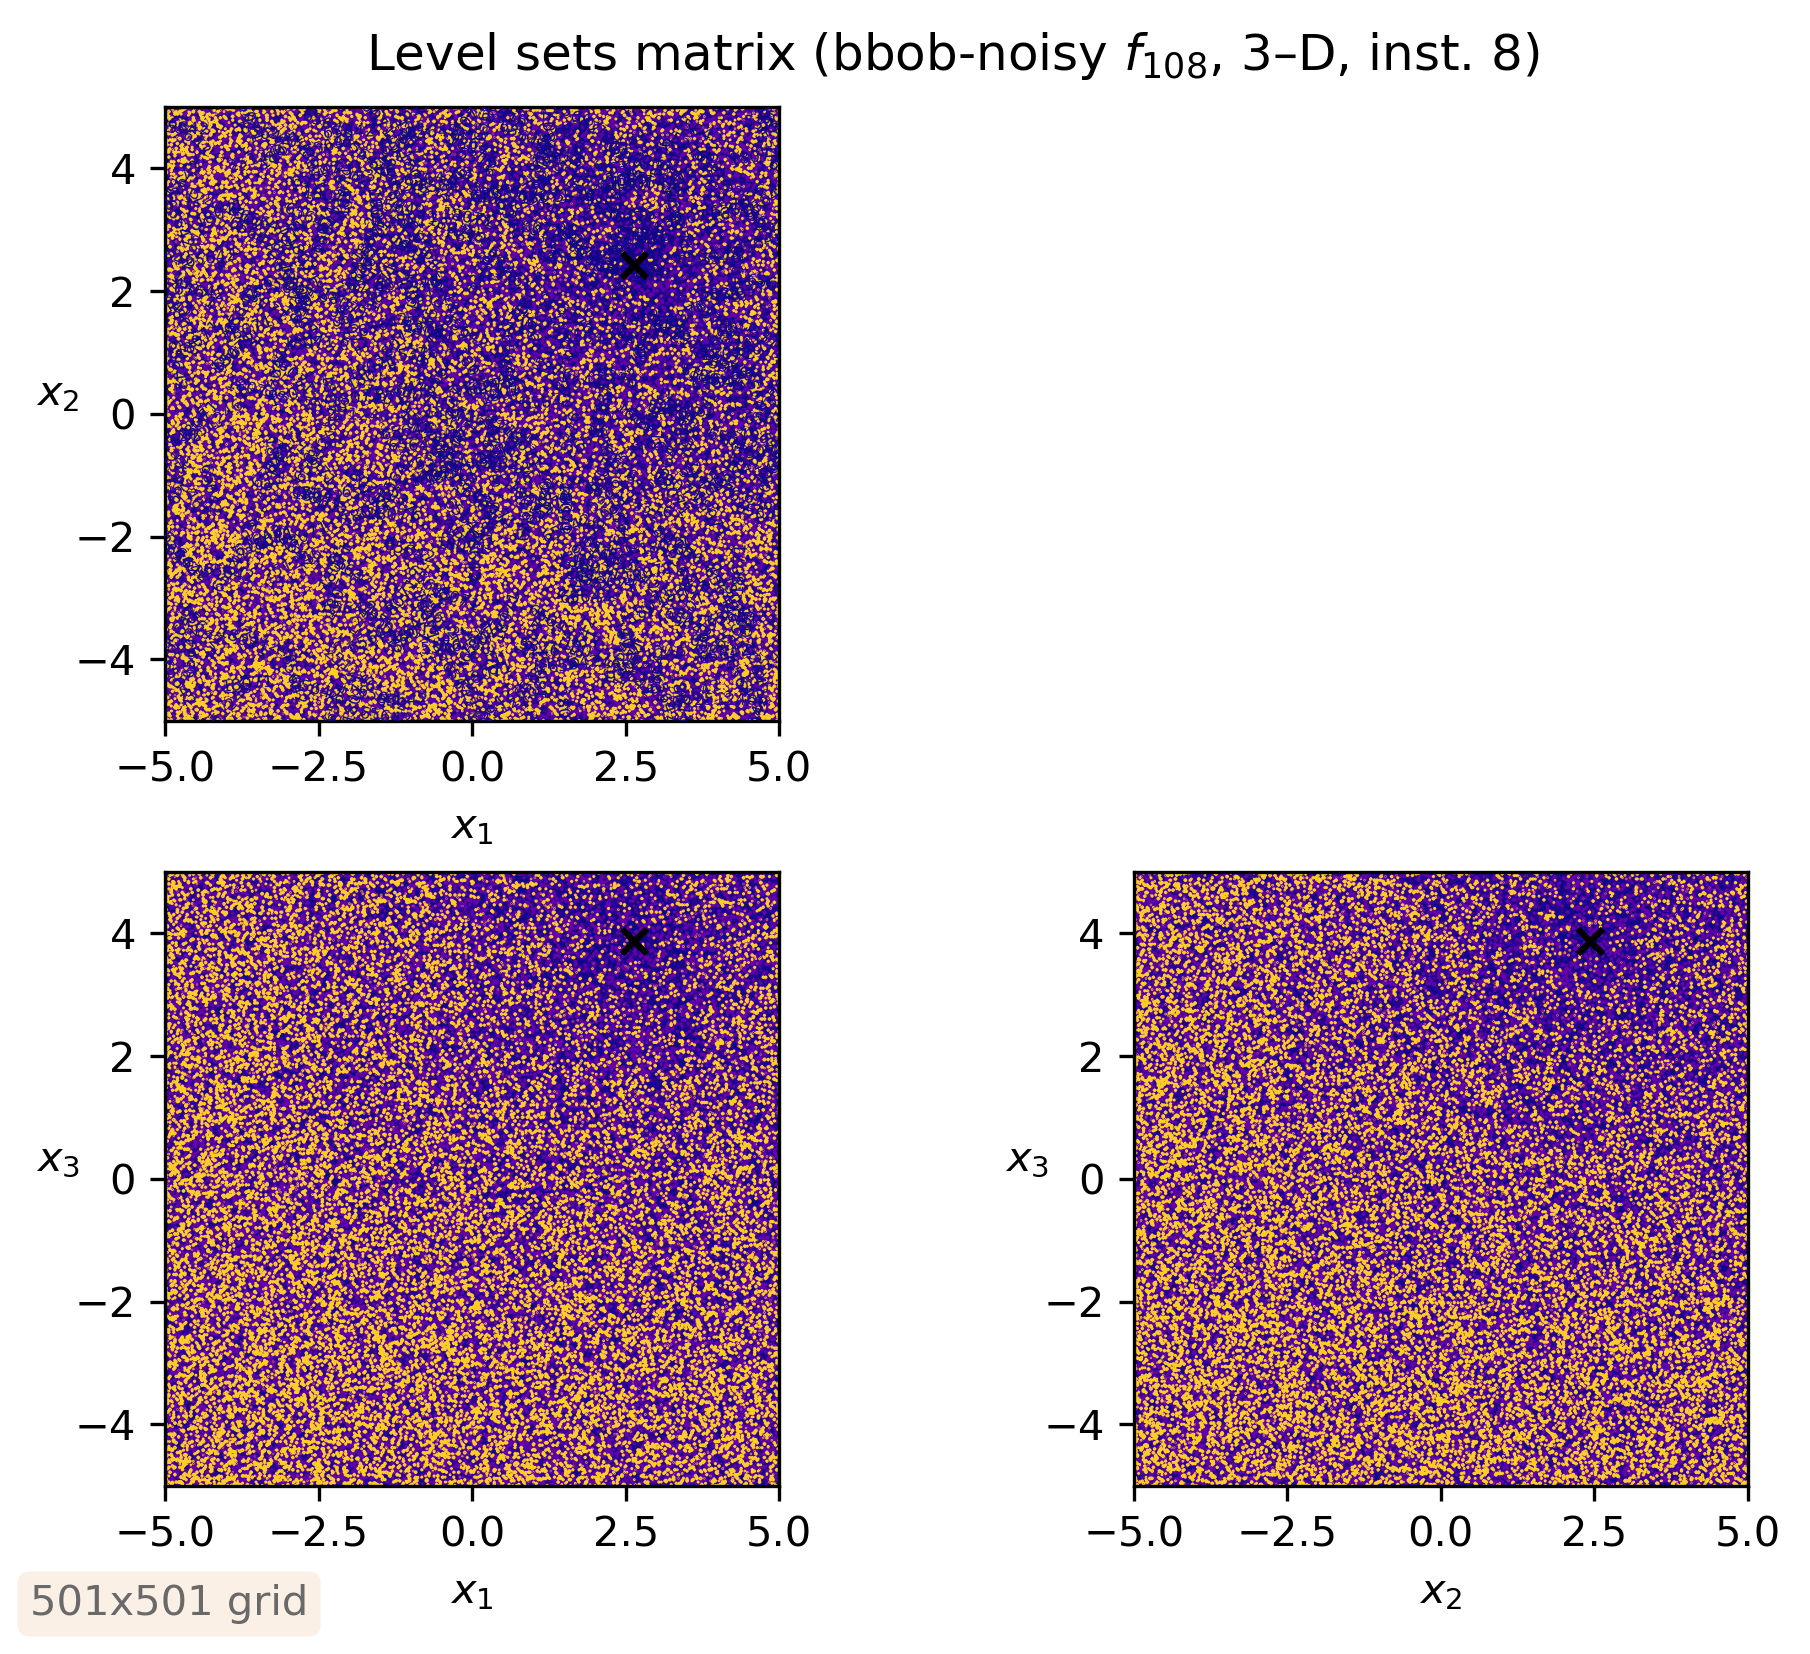 Level sets matrix (bbob-noisy f108, 3–D, inst. 8)
4
2
x2 0
−2
−4
−5.0 −2.5 0.0 2.5 5.0
x1
4 4
2 2
x3 0 x3 0
−2 −2
−4 −4
−5.0 −2.5 0.0 2.5 5.0 −5.0 −2.5 0.0 2.5 5.0
501x501 grid x1 x2